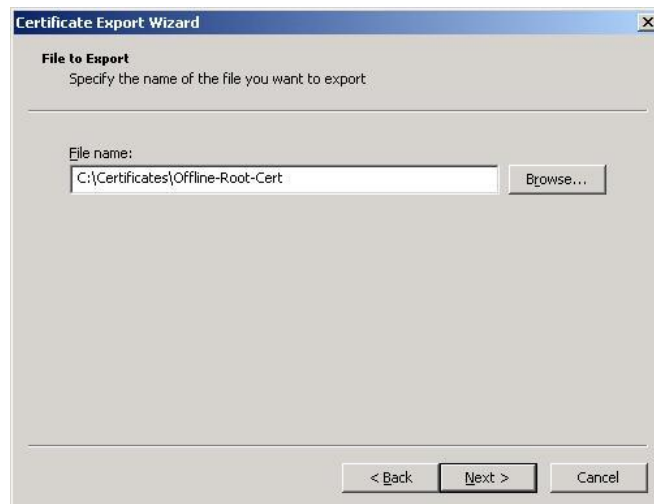 Certificate Export Wizard
File to Export
Specify the name of the file you want to export
File name:
C:\Certificates\Offline-Root-Cert
Browse...
< Back
Next >
Cancel